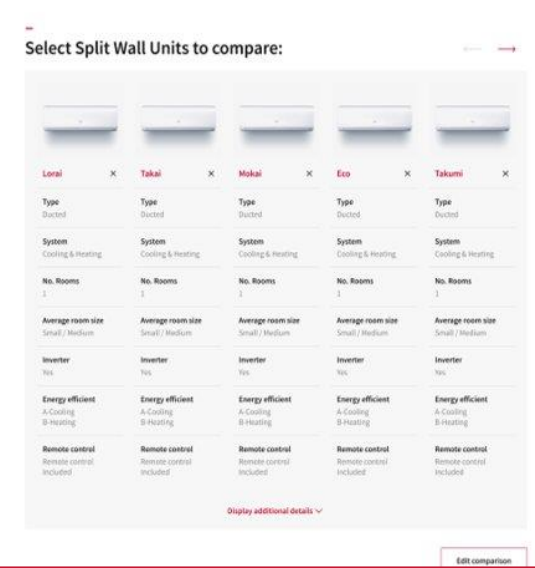 Select Split Wall Units to compare:
Lorai × Takai × Mokai × Eco × Takumi ×
Type Type Type Type Type
Ducted Ducted Ducted Ducted Ducted
System System System System System
Cooling & Heating Cooling & Heating Cooling & Heating Cooling & Heating Cooling & Heating
No. Rooms No. Rooms No. Rooms No. Rooms No. Rooms
1 1 1 1 1
Average room size Average room size Average room size Average room size Average room size
Small / Medium Small / Medium Small / Medium Small / Medium Small / Medium
Inverter Inverter Inverter Inverter Inverter
Yes Yes Yes Yes Yes
Energy efficient Energy efficient Energy efficient Energy efficient Energy efficient
A-Cooling A-Cooling A-Cooling A-Cooling A-Cooling
B-Heating B-Heating B-Heating B-Heating B-Heating
Remote control Remote control Remote control Remote control Remote control
Remote control Remote control Remote control Remote control Remote control
Included Included Included Included Included
Display additional details
Edit comparison